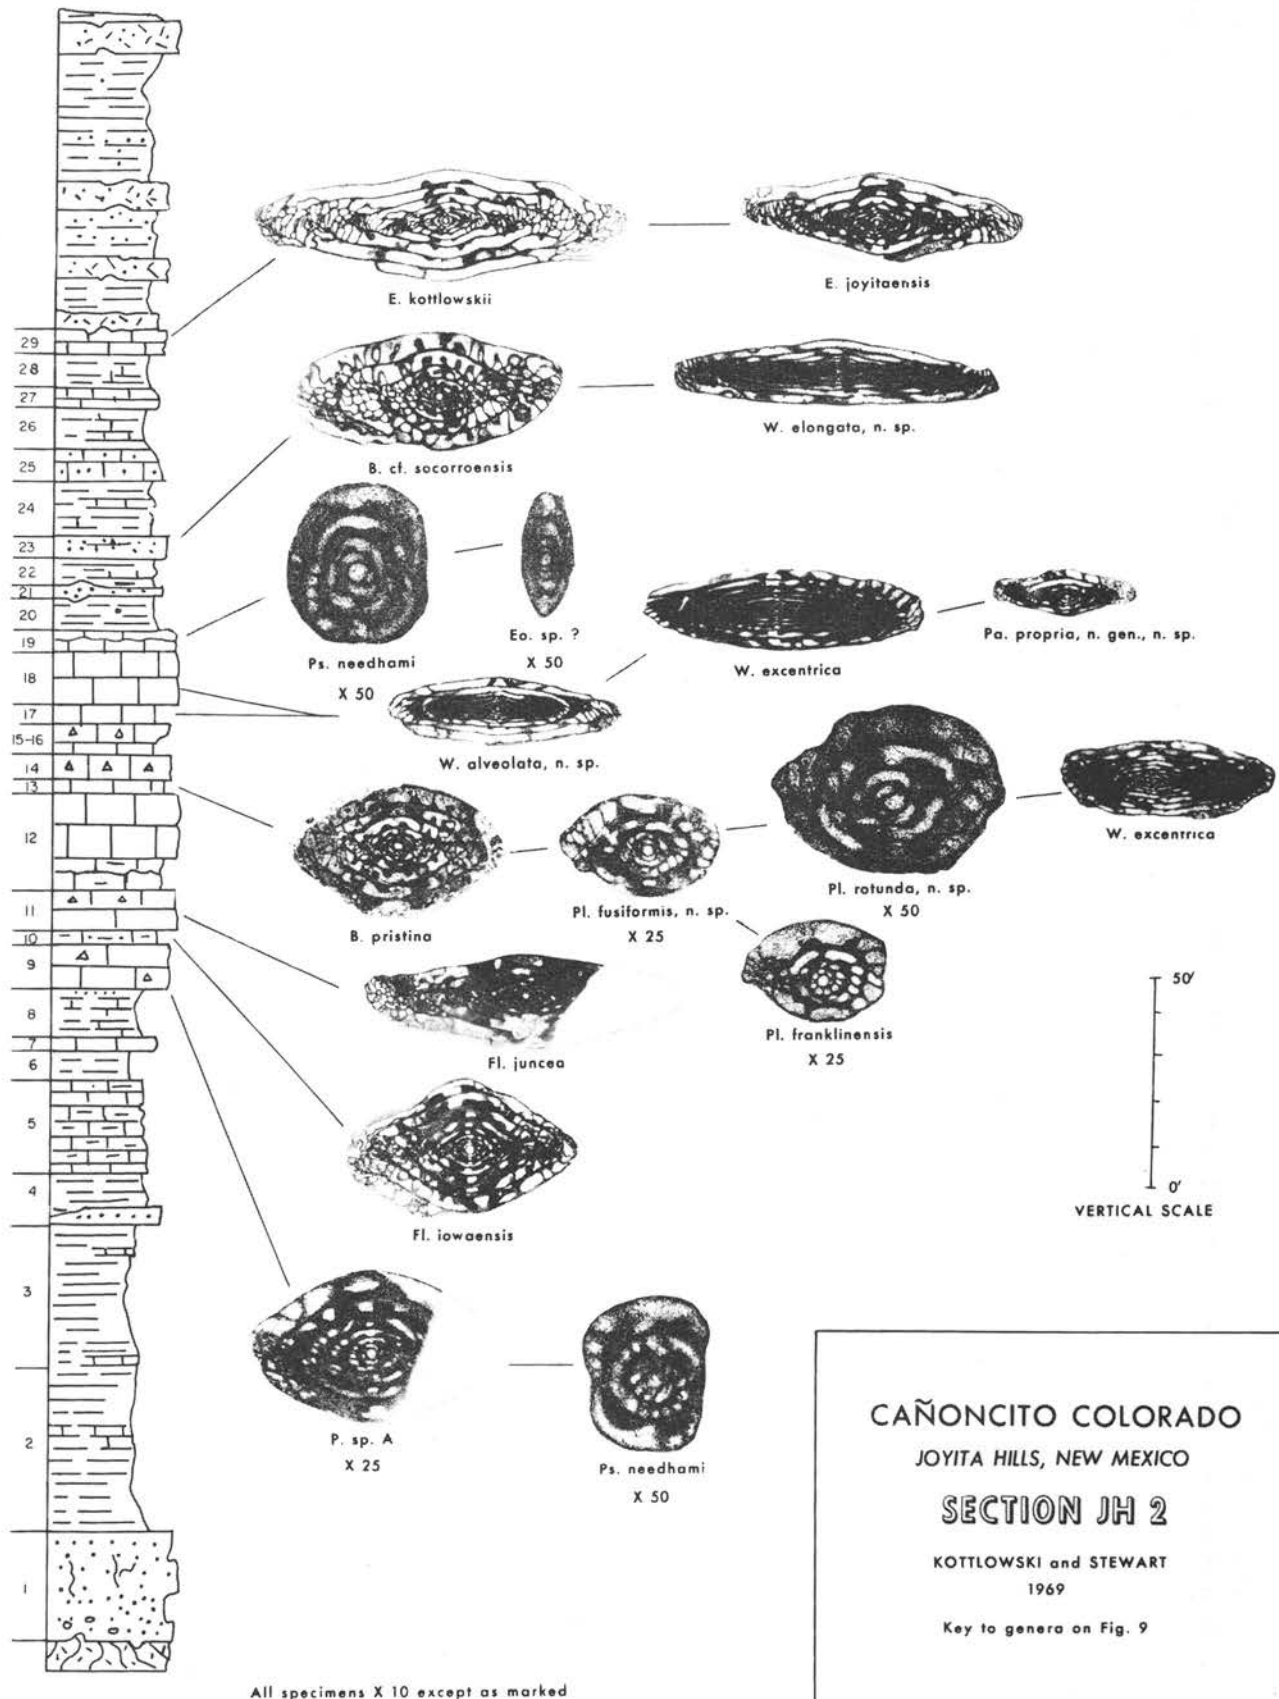 E. kottlowskii
E. joyitaensis
29
28
27
26
25
24
23
22
21
20
19
18
17
15-16
14
13
12
11
10
9
8
7
6
5
4
3
2
1
B. cf. socorroensis
W. elongata, n. sp.
Ps. needhami
X 50
Eo. sp. ?
X 50
W. excentrica
Pa. propria, n. gen., n. sp.
W. alveolata, n. sp.
B. pristina
Pl. fusiformis, n. sp.
X 25
Pl. rotunda, n. sp.
X 50
W. excentrica
Fl. juncea
Pl. franklinensis
X 25
Fl. iowaensis
50'
0'
VERTICAL SCALE
P. sp. A
X 25
Ps. needhami
X 50
CAÑONCITO COLORADO
JOYITA HILLS, NEW MEXICO
SECTION JH 2
KOTTLOWSKI and STEWART
1969
Key to genera on Fig. 9
All specimens X 10 except as marked